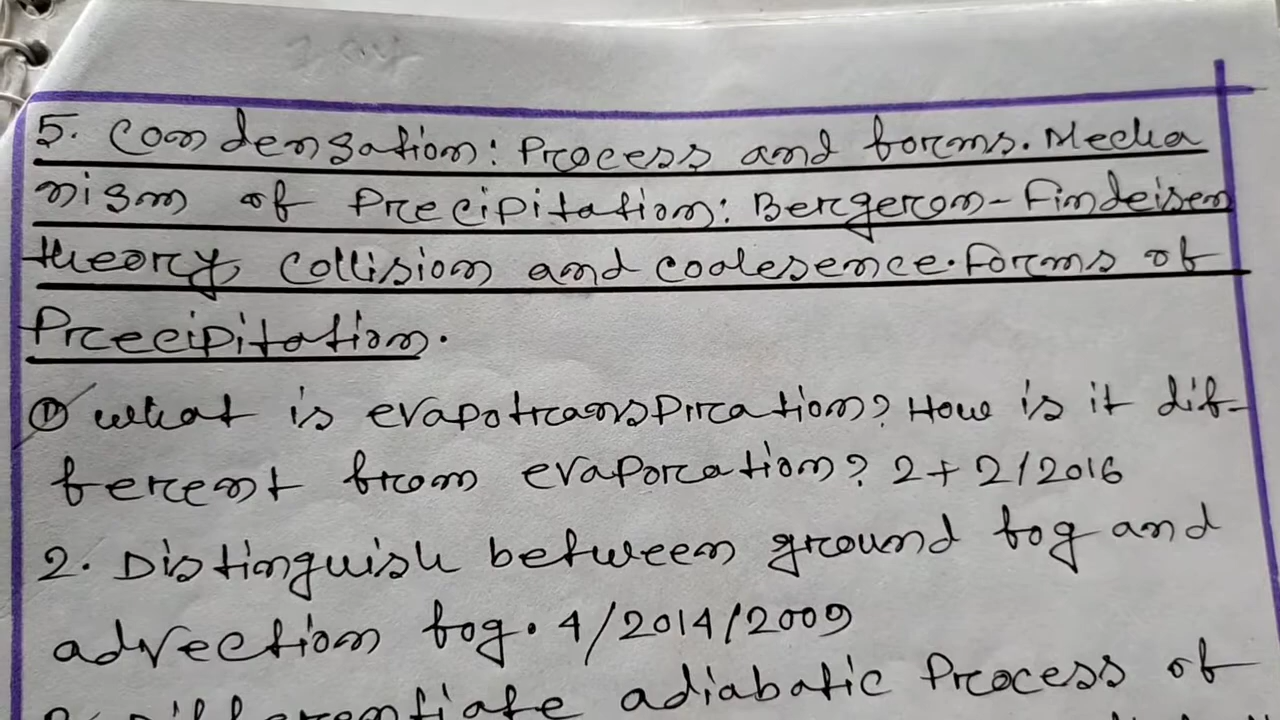 5. Condensation: Process and forms. Mecha
nism of Precipitation: Bergeron-Findeisen
theory, Collision and coalesence. Forms of
Precipitation.
① What is evapotranspiration? How is it dif-
ferent from evaporation? 2+2/2016
2. Distinguish between ground fog and
advection fog. 4/2014/2009
adiabatic Process of